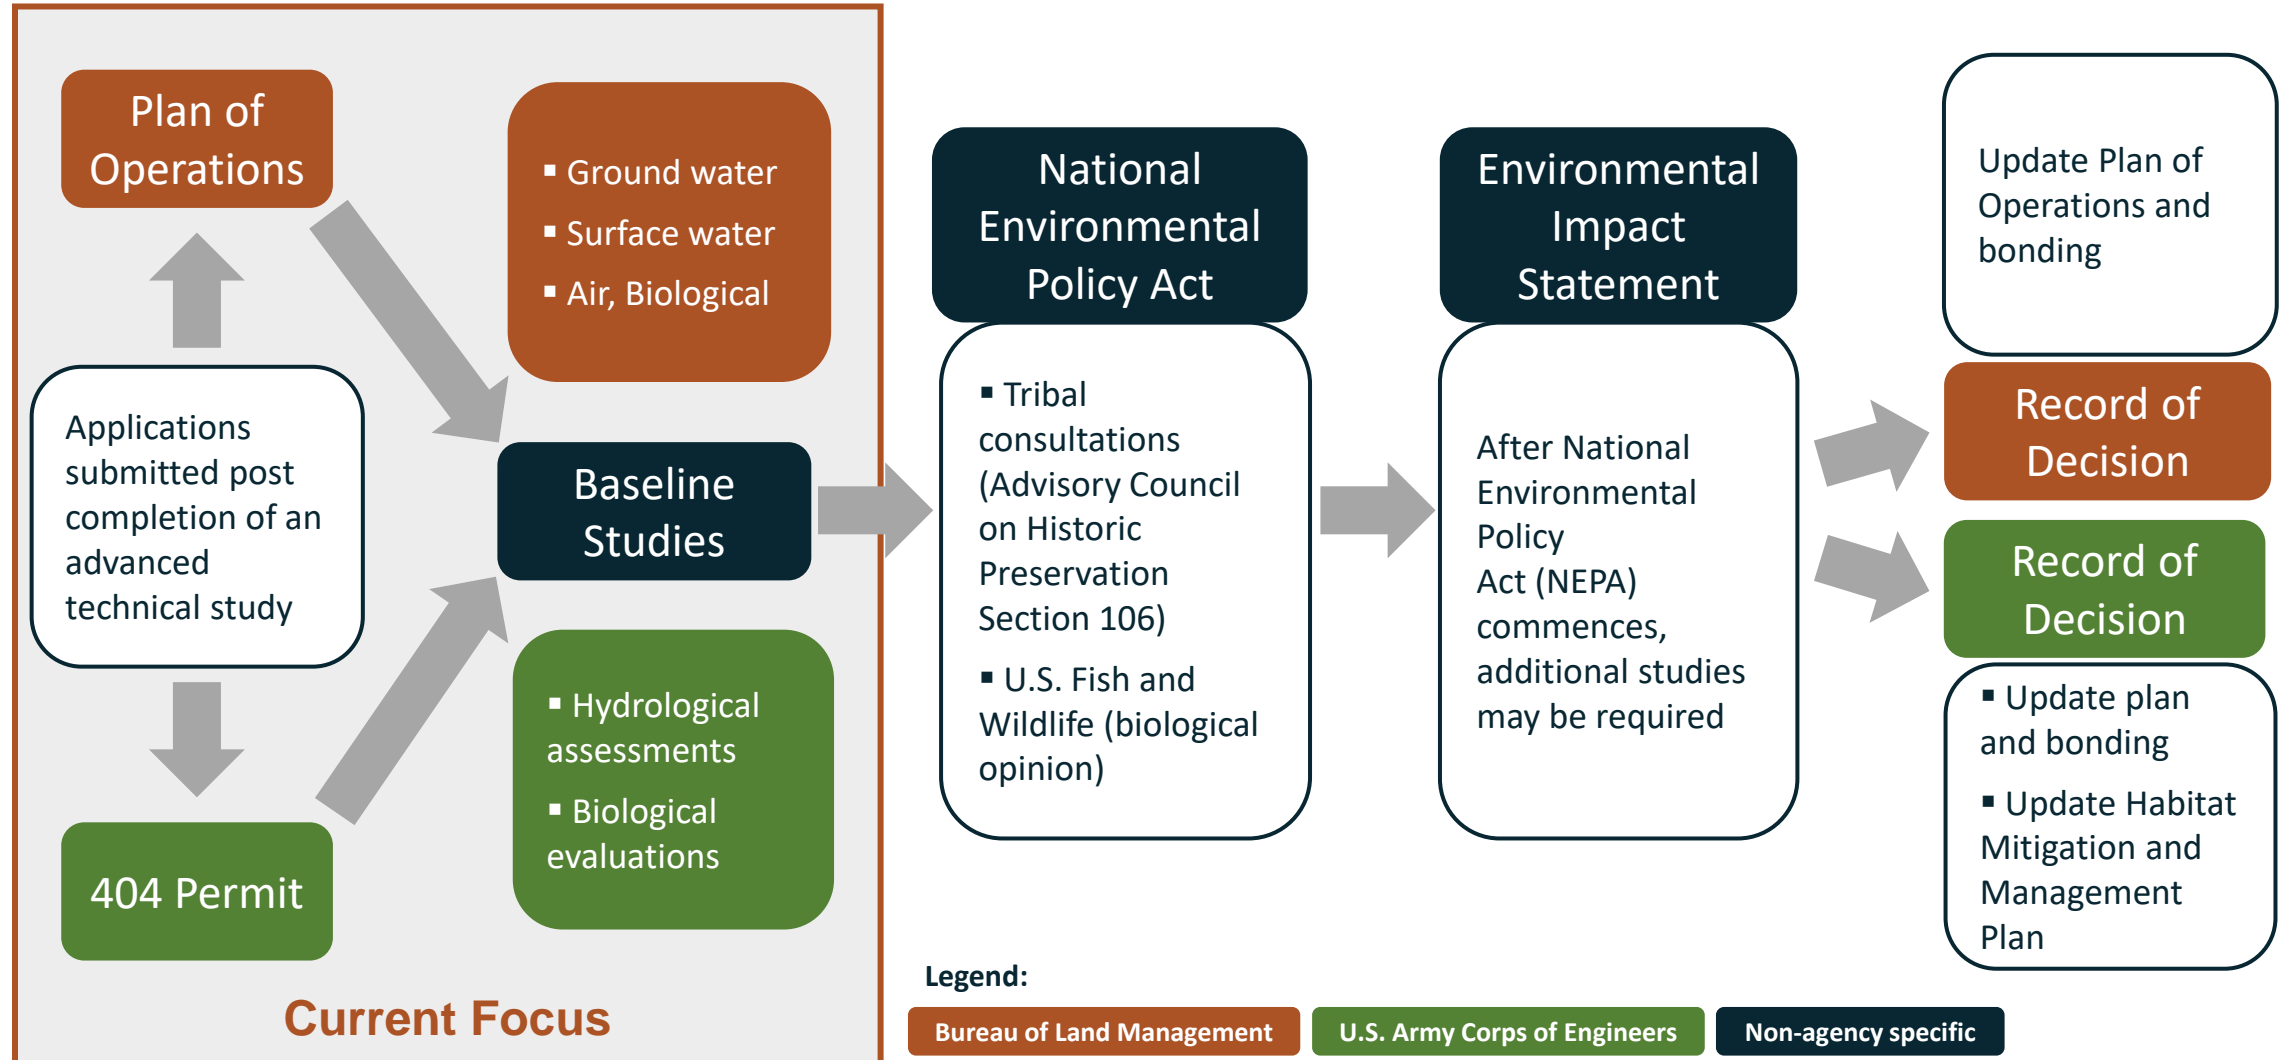 Plan of
Operations
Applications
submitted post
completion of an
advanced
technical study
404 Permit
▪ Ground water
▪ Surface water
▪ Air, Biological
Baseline
Studies
▪ Hydrological
assessments
▪ Biological
evaluations
Current Focus
National
Environmental
Policy Act
▪ Tribal
consultations
(Advisory Council
on Historic
Preservation
Section 106)
▪ U.S. Fish and
Wildlife (biological
opinion)
Environmental
Impact
Statement
After National
Environmental
Policy
Act (NEPA)
commences,
additional studies
may be required
Update Plan of
Operations and
bonding
Record of
Decision
Record of
Decision
▪ Update plan
and bonding
▪ Update Habitat
Mitigation and
Management
Plan
Legend:
Bureau of Land Management
U.S. Army Corps of Engineers
Non-agency specific